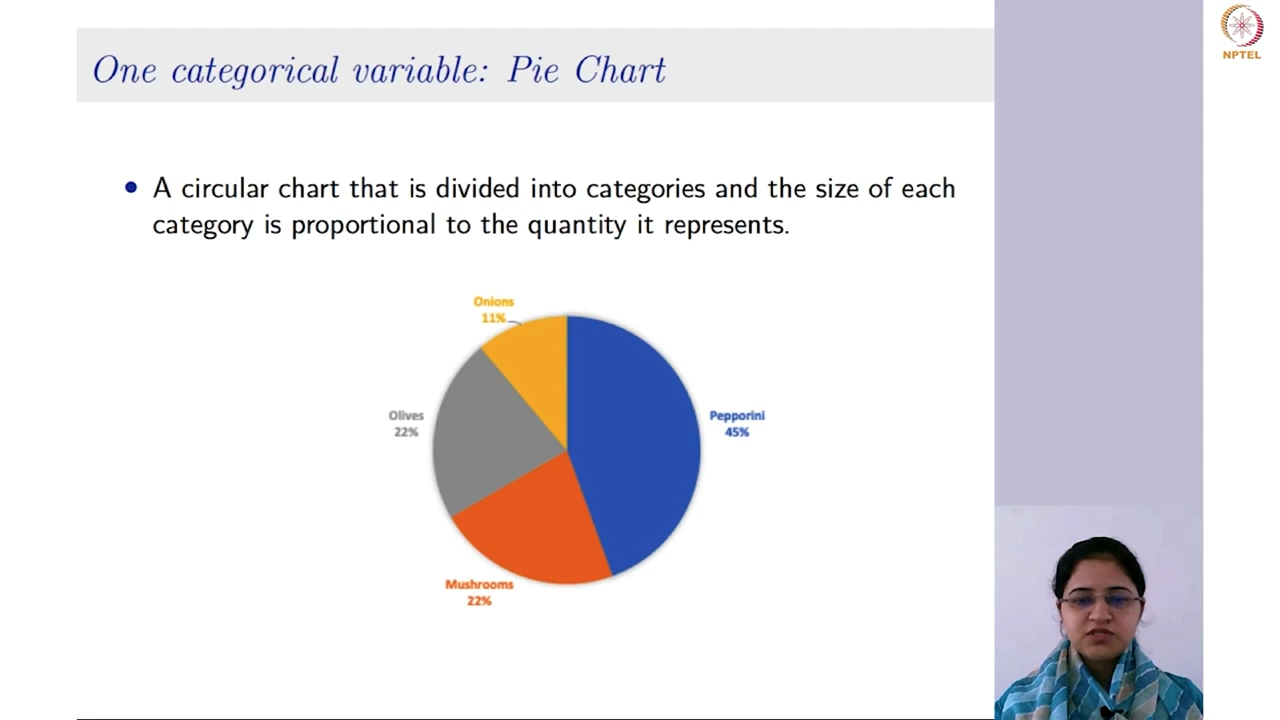 One categorical variable: Pie Chart
NPTEL
A circular chart that is divided into categories and the size of each
category is proportional to the quantity it represents.
Onions
11%
Olives
22%
Pepporini
45%
Mushrooms
22%